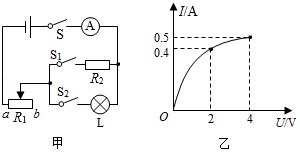 S A
S₁ R₂
a R₁ b S₂ L
甲
I/A
0.5
0.4
O 2 4 U/V
乙